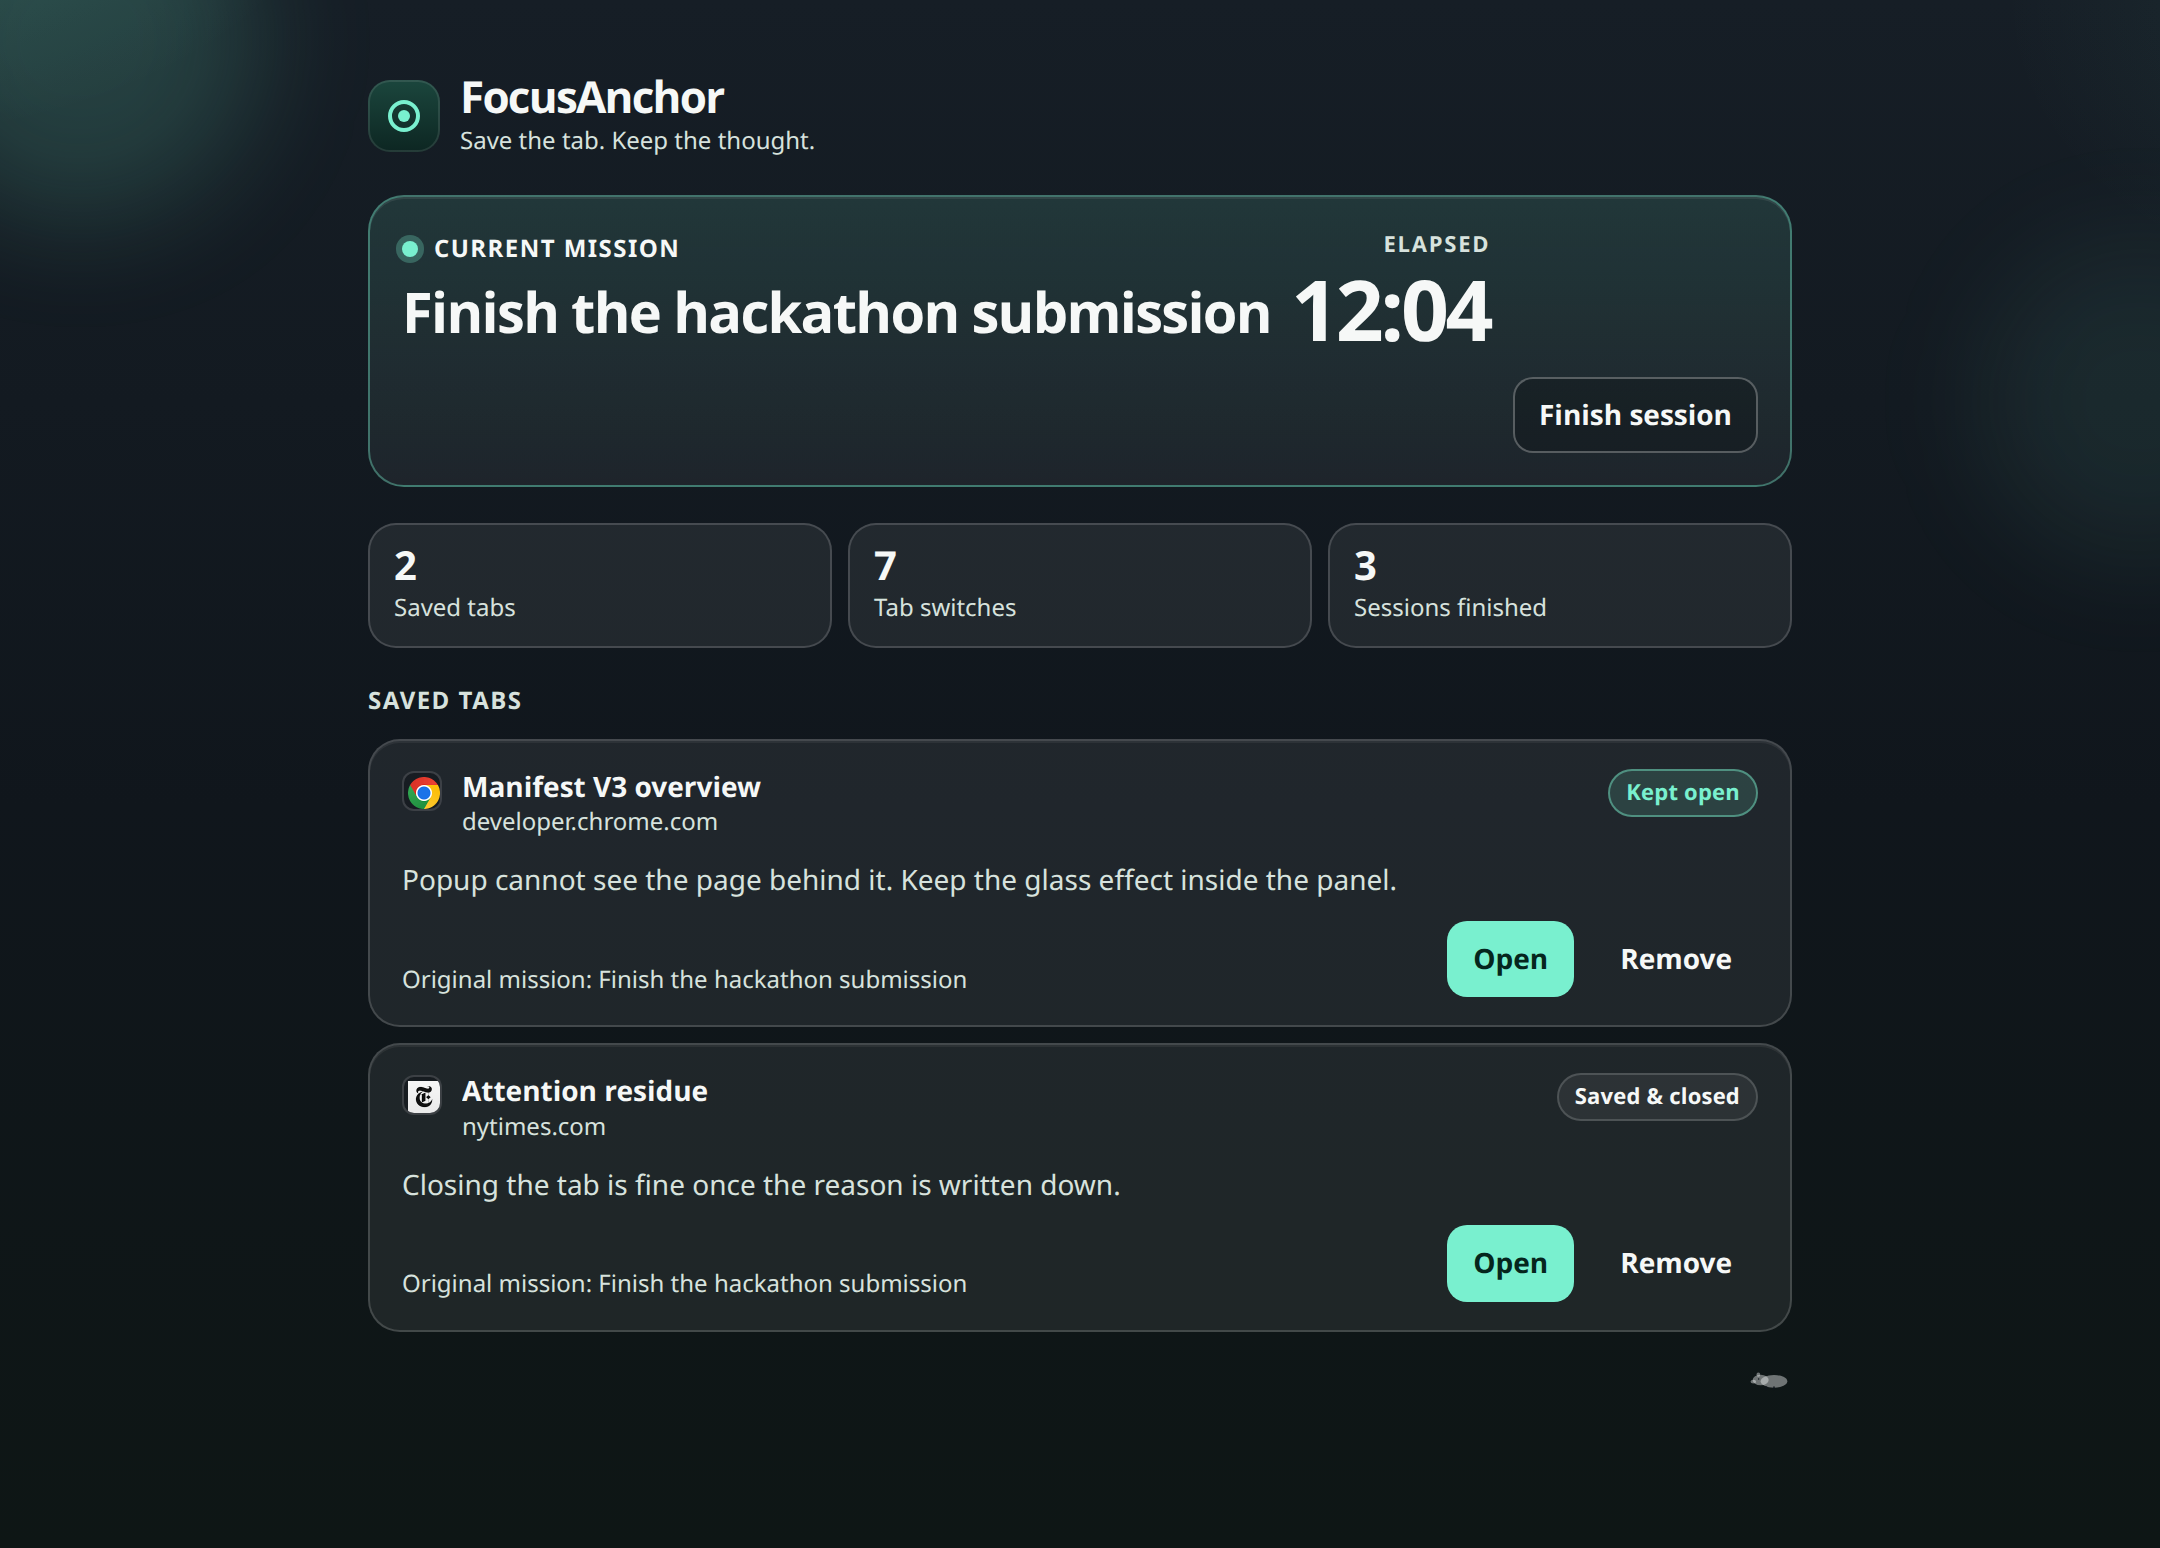 FocusAnchor
Save the tab. Keep the thought.
CURRENT MISSION
ELAPSED
Finish the hackathon submission
12:04
Finish session
2
Saved tabs
7
Tab switches
3
Sessions finished
SAVED TABS
Manifest V3 overview
developer.chrome.com
Kept open
Popup cannot see the page behind it. Keep the glass effect inside the panel.
Original mission: Finish the hackathon submission
Open
Remove
Attention residue
nytimes.com
Saved & closed
Closing the tab is fine once the reason is written down.
Original mission: Finish the hackathon submission
Open
Remove